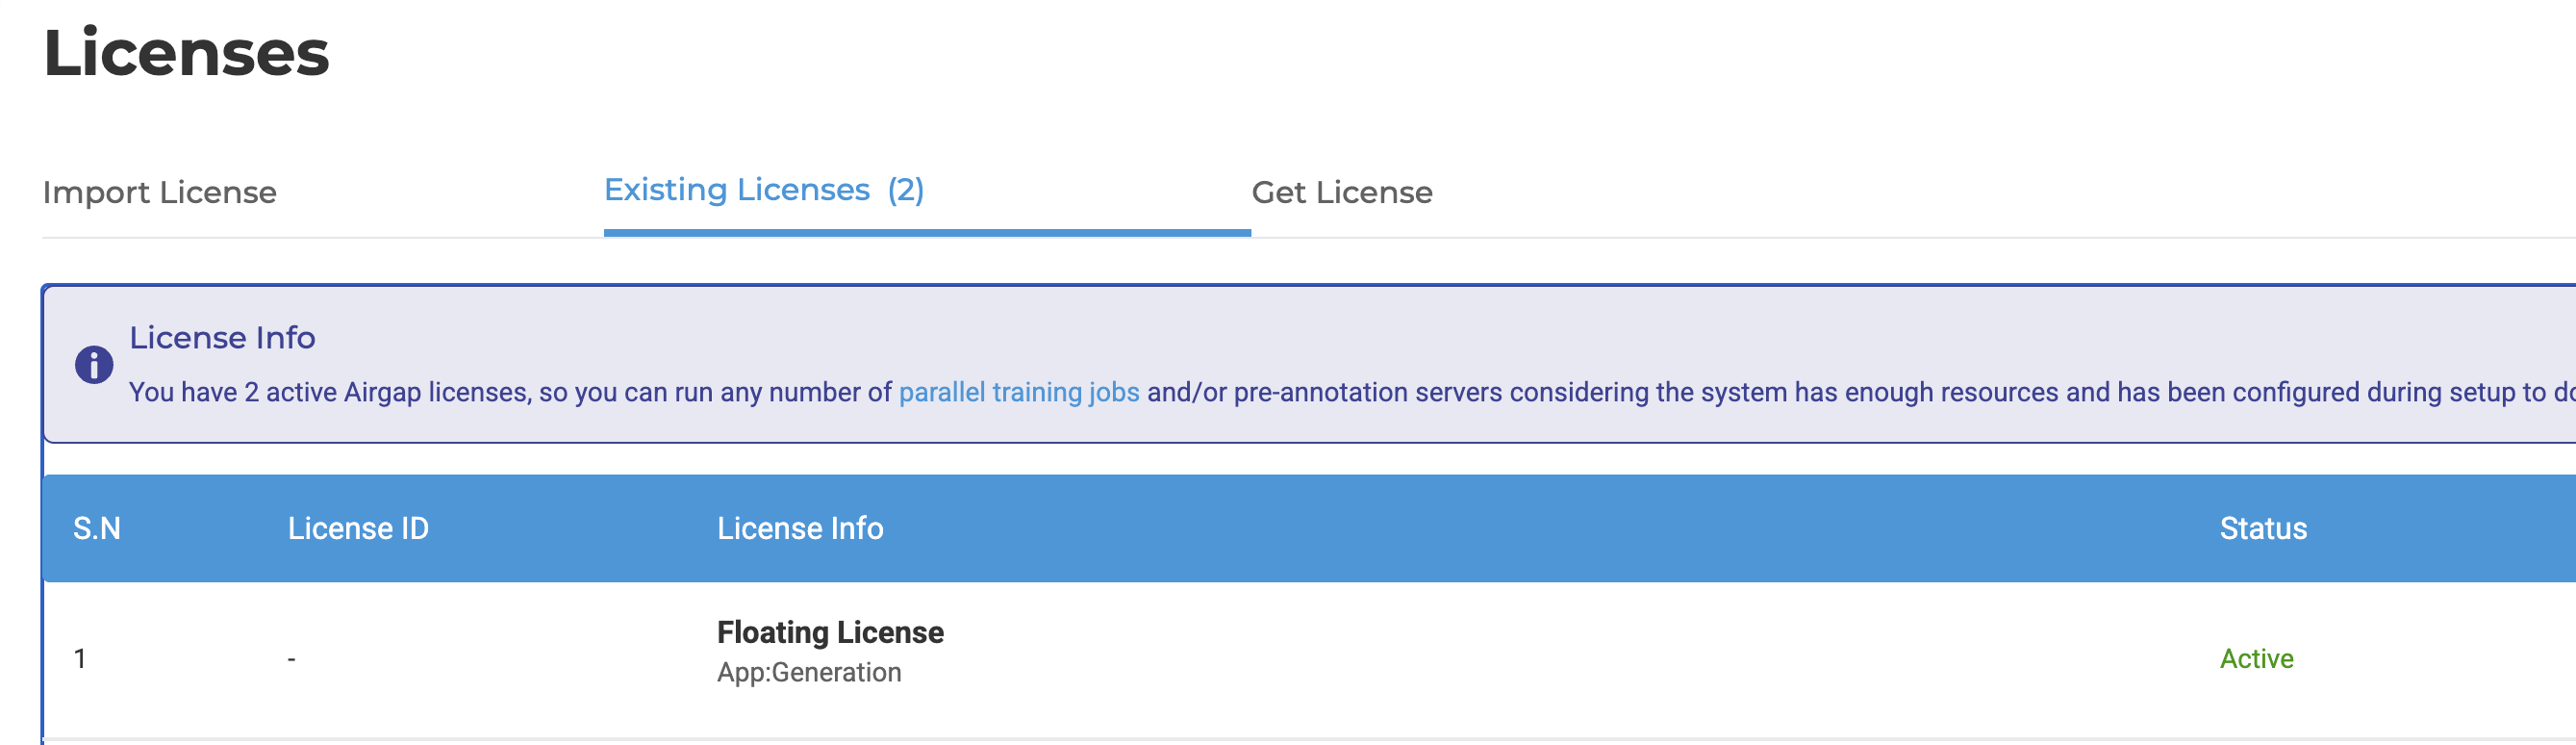 Licenses
Import License
Existing Licenses (2)
Get License
License Info
You have 2 active Airgap licenses, so you can run any number of parallel training jobs and/or pre-annotation servers considering the system has enough resources and has been configured during setup to
S.N License ID License Info Status
1 - Floating License Active
App:Generation